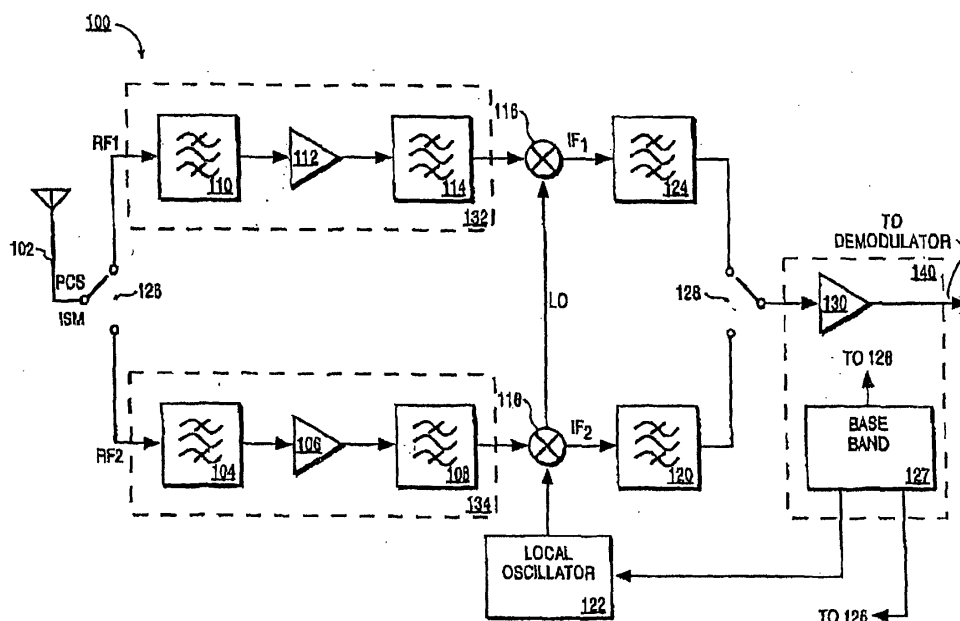 100
RF1
110
112
114
132
116
IF1
124
102
PCS
ISM
126
LO
128
TO
DEMODULATOR
140
130
TO 128
BASE
BAND
127
RF2
104
106
108
134
118
IF2
120
LOCAL
OSCILLATOR
122
TO 126